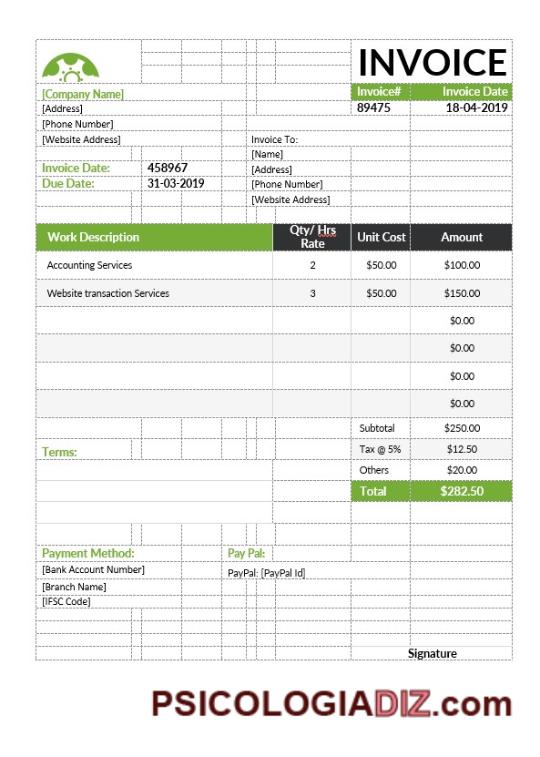 INVOICE
[Company Name]
Invoice# Invoice Date
[Address]
89475 18-04-2019
[Phone Number]
[Website Address]
Invoice To:
[Name]
Invoice Date: 458967
[Address]
Due Date: 31-03-2019
[Phone Number]
[Website Address]
Work Description Qty/ Hrs Rate Unit Cost Amount
Accounting Services 2 $50.00 $100.00
Website transaction Services 3 $50.00 $150.00
$0.00
$0.00
$0.00
$0.00
Subtotal $250.00
Terms:
Tax @ 5% $12.50
Others $20.00
Total $282.50
Payment Method: Pay Pal:
[Bank Account Number] PayPal: [PayPal Id]
[Branch Name]
[IFSC Code]
Signature
PSICOLOGIADIZ.com